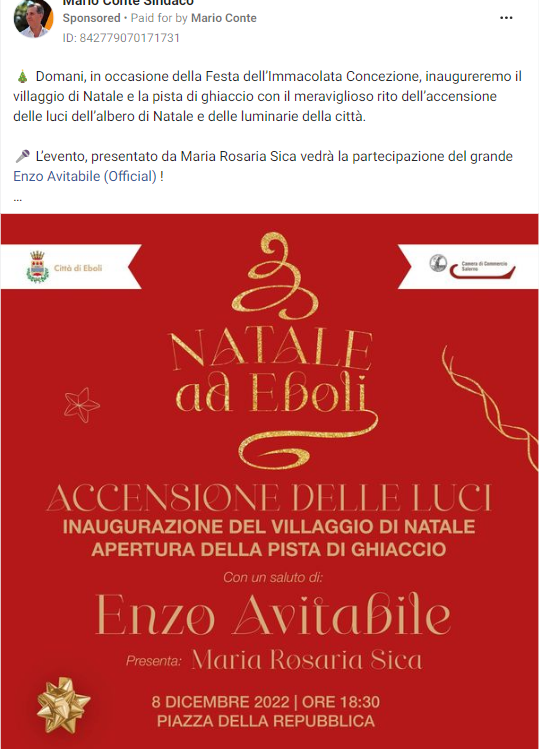 Mario Conte Sindaco
Sponsored • Paid for by Mario Conte
ID: 842779070171731
🎄 Domani, in occasione della Festa dell'Immacolata Concezione, inaugureremo il
villaggio di Natale e la pista di ghiaccio con il meraviglioso rito dell'accensione
delle luci dell'albero di Natale e delle luminarie della città.
🎤 L'evento, presentato da Maria Rosaria Sica vedrà la partecipazione del grande
Enzo Avitabile (Official) !
...
Città di Eboli
Camera di Commercio
Salerno
NATALE
ad Eboli
ACCENSIONE DELLE LUCI
INAUGURAZIONE DEL VILLAGGIO DI NATALE
APERTURA DELLA PISTA DI GHIACCIO
Con un saluto di:
Enzo Avitabile
Presenta: Maria Rosaria Sica
8 DICEMBRE 2022 | ORE 18:30
PIAZZA DELLA REPUBBLICA